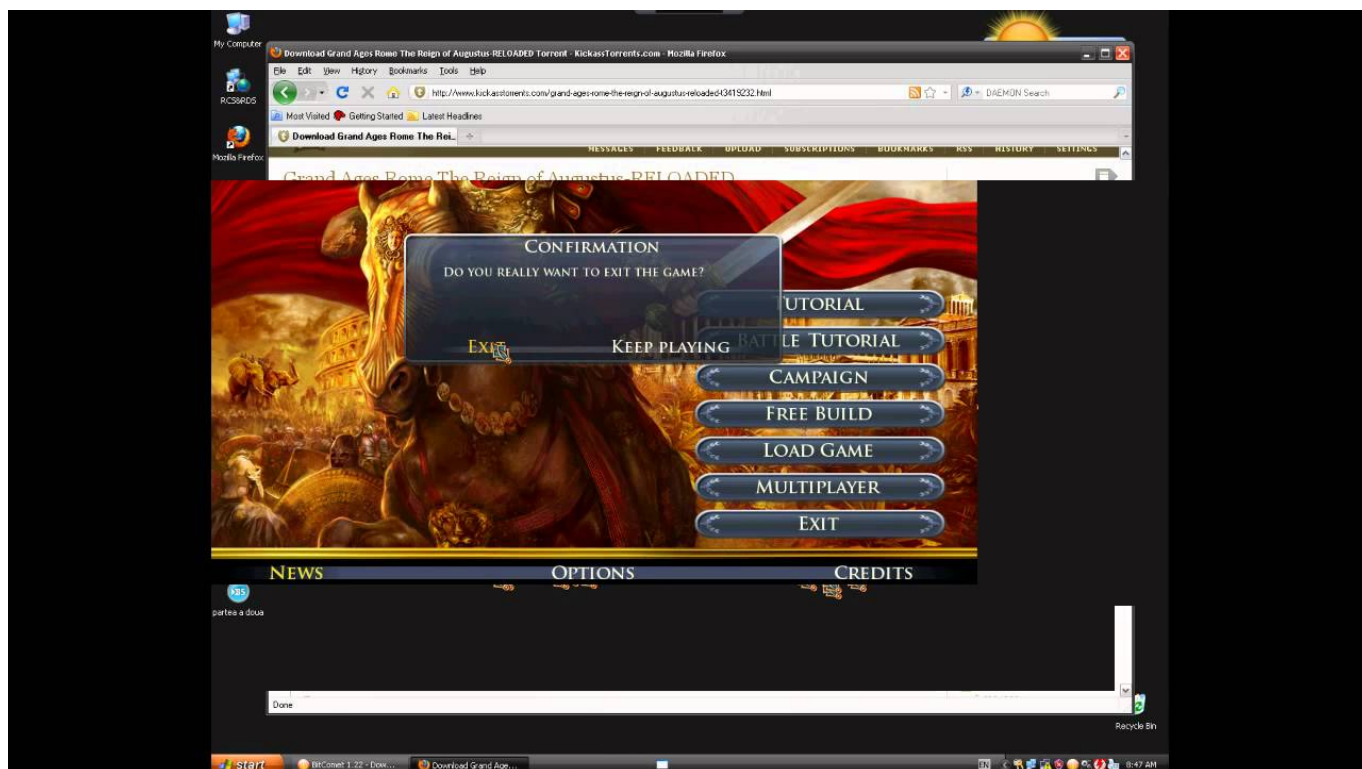 My Computer
Download Grand Ages Rome The Reign of Augustus-RELOADED Torrent - KickassTorrents.com - Mozilla Firefox
File Edit View History Bookmarks Tools Help
RCS&RDS
http://www.kickasstorrents.com/grand-ages-rome-the-reign-of-augustus-reloaded-t3419232.html
DAEMON Search
Most Visited Getting Started Latest Headlines
Download Grand Ages Rome The Rei...
Mozilla Firefox
MESSAGES FEEDBACK UPLOAD SUBSCRIPTIONS BOOKMARKS RSS HISTORY SETTINGS
Grand Ages Rome The Reign of Augustus-RELOADED
CONFIRMATION
DO YOU REALLY WANT TO EXIT THE GAME?
EXIT KEEP PLAYING
TUTORIAL
BATTLE TUTORIAL
CAMPAIGN
FREE BUILD
LOAD GAME
MULTIPLAYER
EXIT
NEWS OPTIONS CREDITS
partea a doua
Done
Recycle Bin
start BitComet 1.22 - Dow... Download Grand Age... EN 8:47 AM